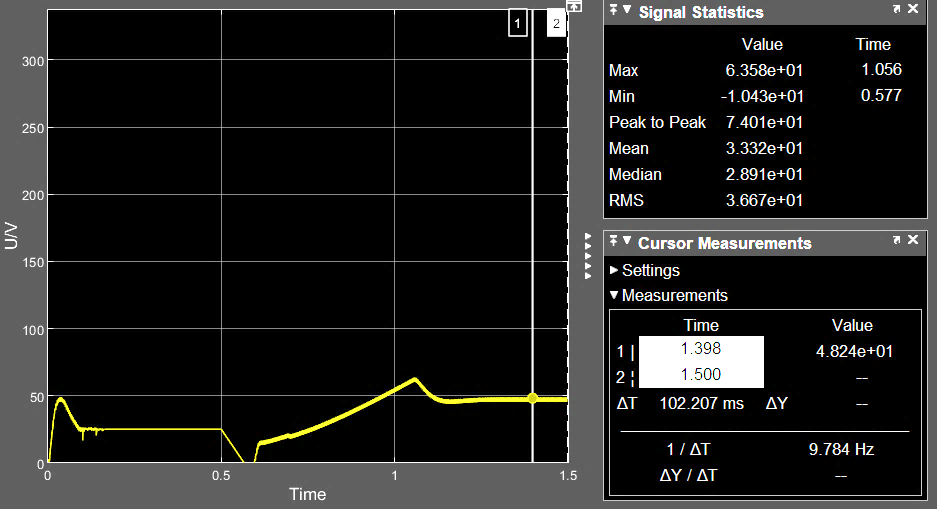 1 2
300
250
200
150
100
50
0
U/V
0 0.5 1 1.5
Time
Signal Statistics
Value Time
Max 6.358e+01 1.056
Min -1.043e+01 0.577
Peak to Peak 7.401e+01
Mean 3.332e+01
Median 2.891e+01
RMS 3.667e+01
Cursor Measurements
Settings
Measurements
Time Value
1 | 1.398 4.824e+01
2 ¦ 1.500 --
ΔT 102.207 ms ΔY --
1 / ΔT 9.784 Hz
ΔY / ΔT --